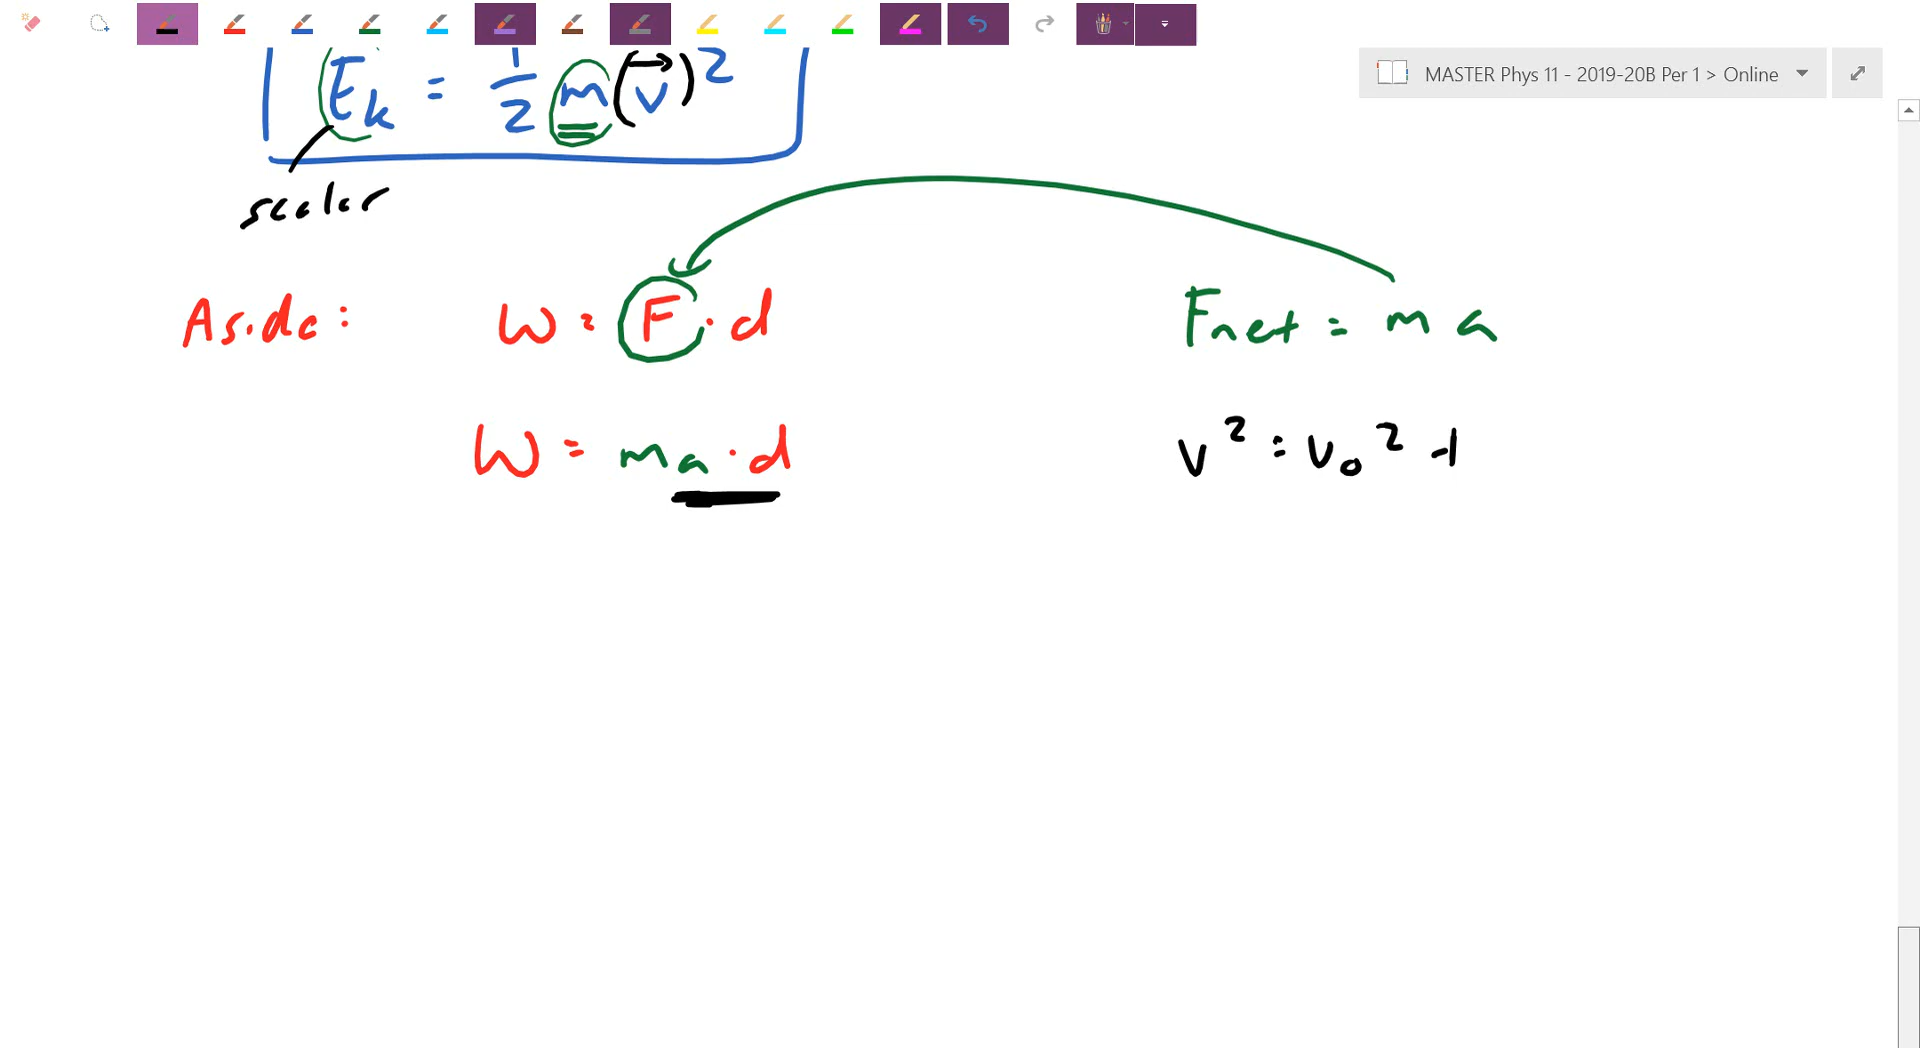 MASTER Phys 11 - 2019-20B Per 1 > Online
Ek = 1/2 m(v⃗)²
scalar
Aside: W = F · d
Fnet = ma
W = ma · d
v² = v₀² +